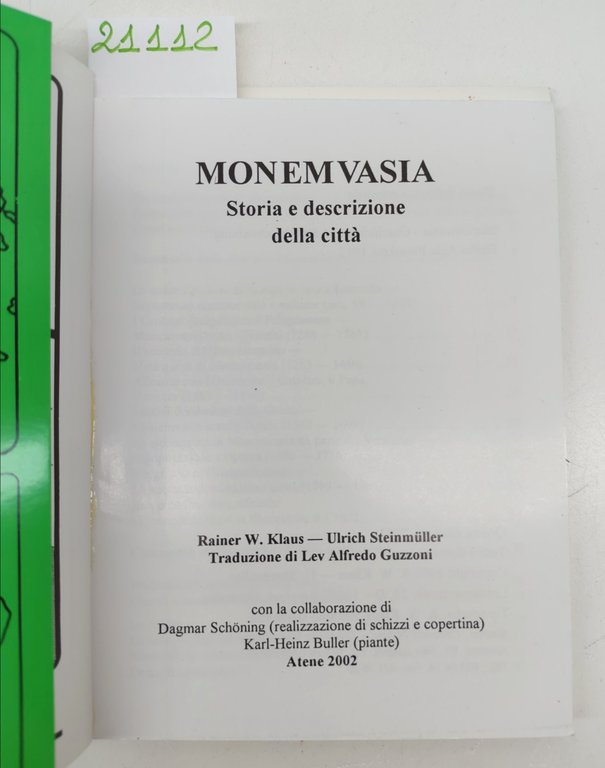 21112
MONEMVASIA
Storia e descrizione
della città
Rainer W. Klaus — Ulrich Steinmüller
Traduzione di Lev Alfredo Guzzoni
con la collaborazione di
Dagmar Schöning (realizzazione di schizzi e copertina)
Karl-Heinz Buller (piante)
Atene 2002